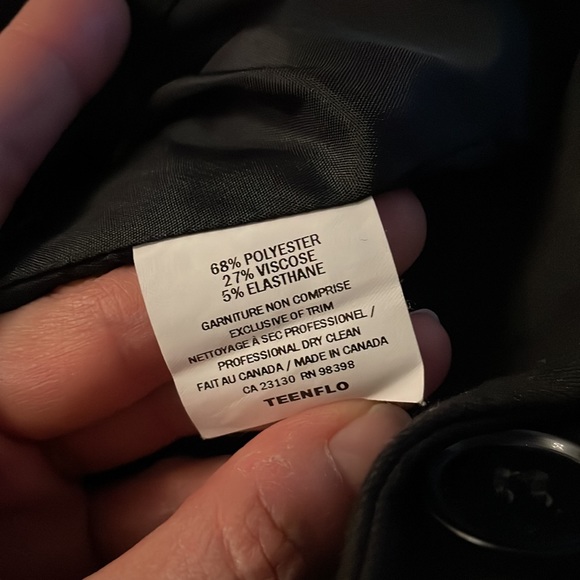 68% POLYESTER
27% VISCOSE
5% ELASTHANE
GARNITURE NON COMPRISE
EXCLUSIVE OF TRIM
NETTOYAGE À SEC PROFESSIONEL /
PROFESSIONAL DRY CLEAN
FAIT AU CANADA / MADE IN CANADA
CA 23130 RN 98398
TEENFLO